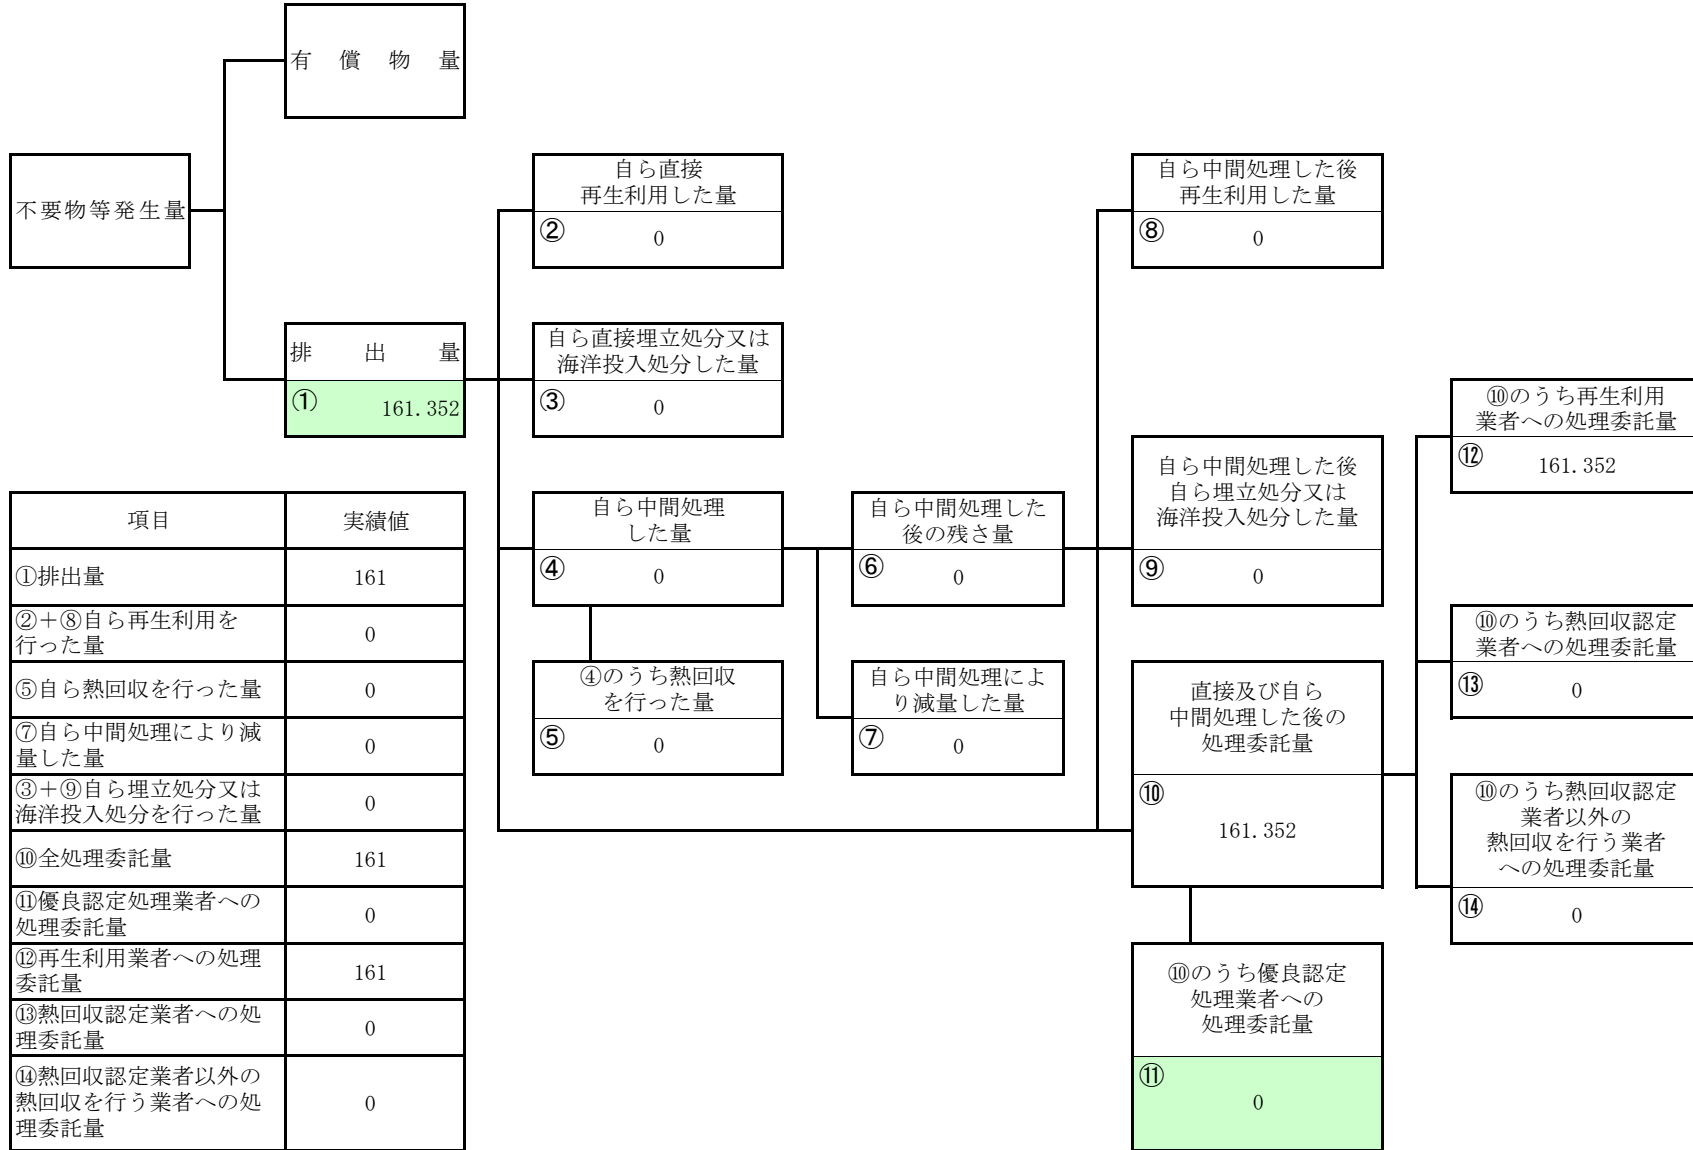 有償物量
不要物等発生量
排出量
① 161.352
自ら直接
再生利用した量
② 0
自ら直接埋立処分又は
海洋投入処分した量
③ 0
自ら中間処理
した量
④ 0
④のうち熱回収
を行った量
⑤ 0
自ら中間処理した
後の残さ量
⑥ 0
自ら中間処理によ
り減量した量
⑦ 0
自ら中間処理した後
再生利用した量
⑧ 0
自ら中間処理した後
自ら埋立処分又は
海洋投入処分した量
⑨ 0
直接及び自ら
中間処理した後の
処理委託量
⑩
161.352
⑩のうち優良認定
処理業者への
処理委託量
⑪
0
⑩のうち再生利用
業者への処理委託量
⑫ 161.352
⑩のうち熱回収認定
業者への処理委託量
⑬ 0
⑩のうち熱回収認定
業者以外の
熱回収を行う業者
への処理委託量
⑭ 0
項目 実績値
①排出量 161
②＋⑧自ら再生利用を
行った量 0
⑤自ら熱回収を行った量 0
⑦自ら中間処理により減
量した量 0
③＋⑨自ら埋立処分又は
海洋投入処分を行った量 0
⑩全処理委託量 161
⑪優良認定処理業者への
処理委託量 0
⑫再生利用業者への処理
委託量 161
⑬熱回収認定業者への処
理委託量 0
⑭熱回収認定業者以外の
熱回収を行う業者への処
理委託量 0